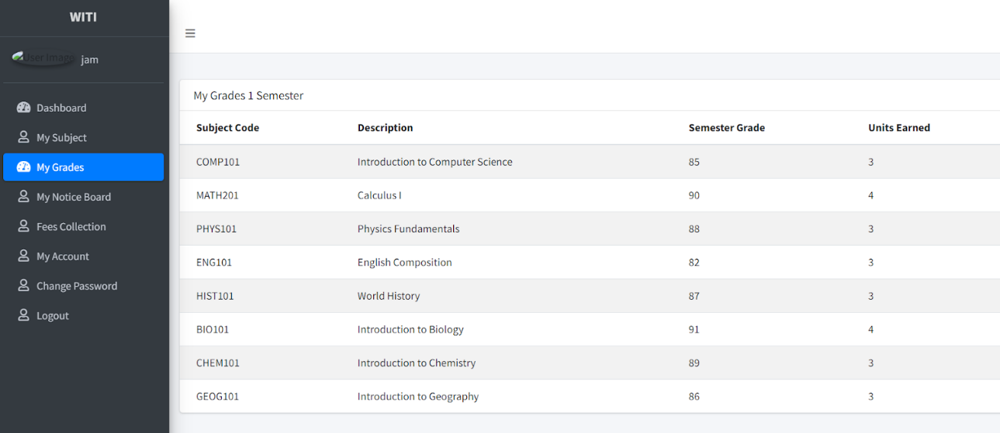 WITI
User Image jam
Dashboard
My Subject
My Grades
My Notice Board
Fees Collection
My Account
Change Password
Logout
My Grades 1 Semester
Subject Code Description Semester Grade Units Earned
COMP101 Introduction to Computer Science 85 3
MATH201 Calculus I 90 4
PHYS101 Physics Fundamentals 88 3
ENG101 English Composition 82 3
HIST101 World History 87 3
BIO101 Introduction to Biology 91 4
CHEM101 Introduction to Chemistry 89 3
GEOG101 Introduction to Geography 86 3